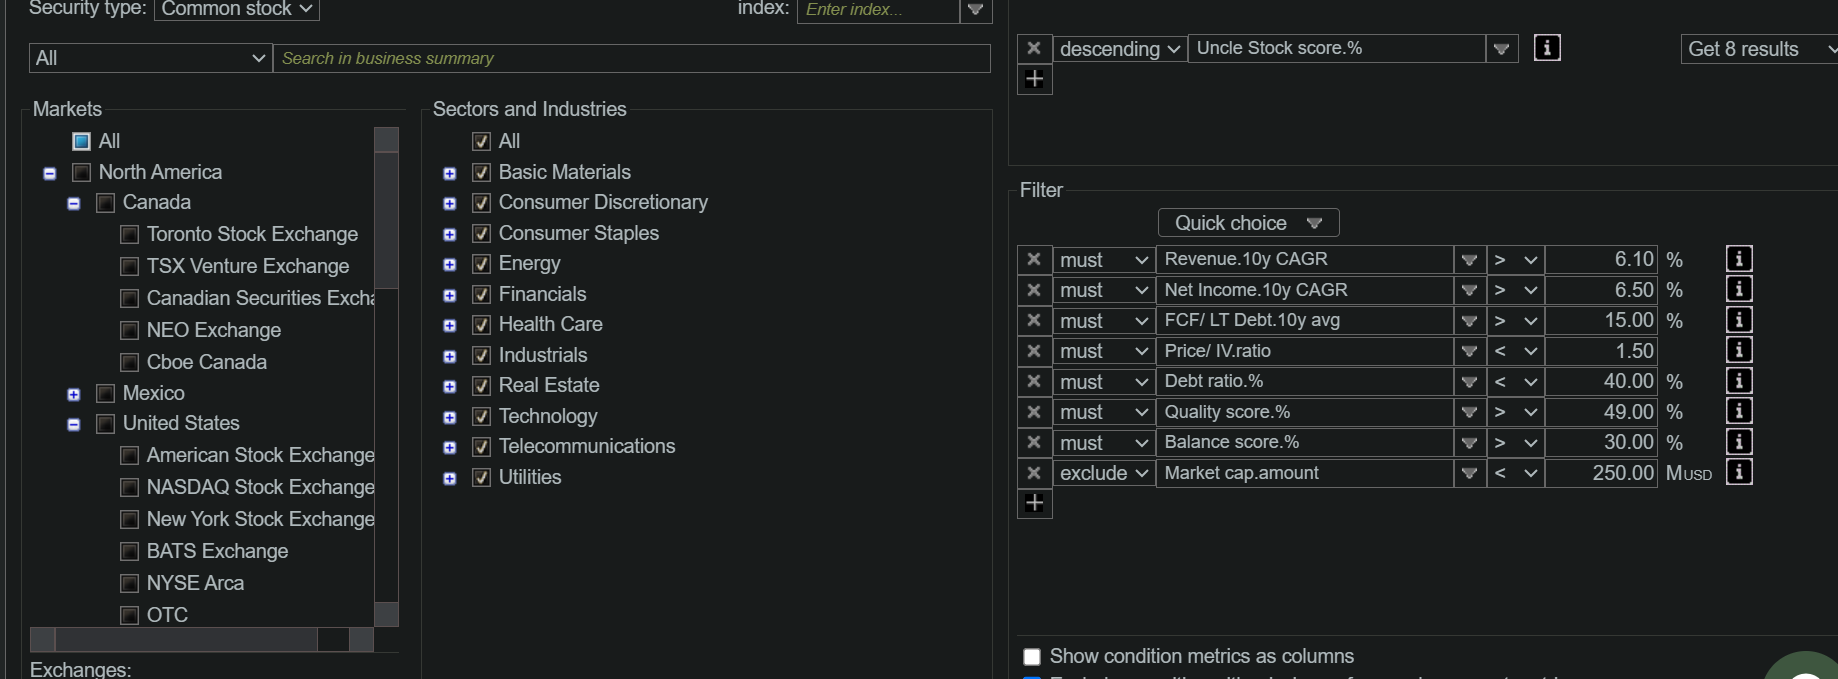 Security type: Common stock
index: Enter index...
All
Search in business summary
Markets
All
North America
Canada
Toronto Stock Exchange
TSX Venture Exchange
Canadian Securities Excha
NEO Exchange
Cboe Canada
Mexico
United States
American Stock Exchange
NASDAQ Stock Exchange
New York Stock Exchange
BATS Exchange
NYSE Arca
OTC
Exchanges:
Sectors and Industries
All
Basic Materials
Consumer Discretionary
Consumer Staples
Energy
Financials
Health Care
Industrials
Real Estate
Technology
Telecommunications
Utilities
descending Uncle Stock score.% i Get 8 results
Filter
Quick choice
must Revenue.10y CAGR > 6.10 % i
must Net Income.10y CAGR > 6.50 % i
must FCF/ LT Debt.10y avg > 15.00 % i
must Price/ IV.ratio < 1.50 i
must Debt ratio.% < 40.00 % i
must Quality score.% > 49.00 % i
must Balance score.% > 30.00 % i
exclude Market cap.amount < 250.00 MUSD i
Show condition metrics as columns